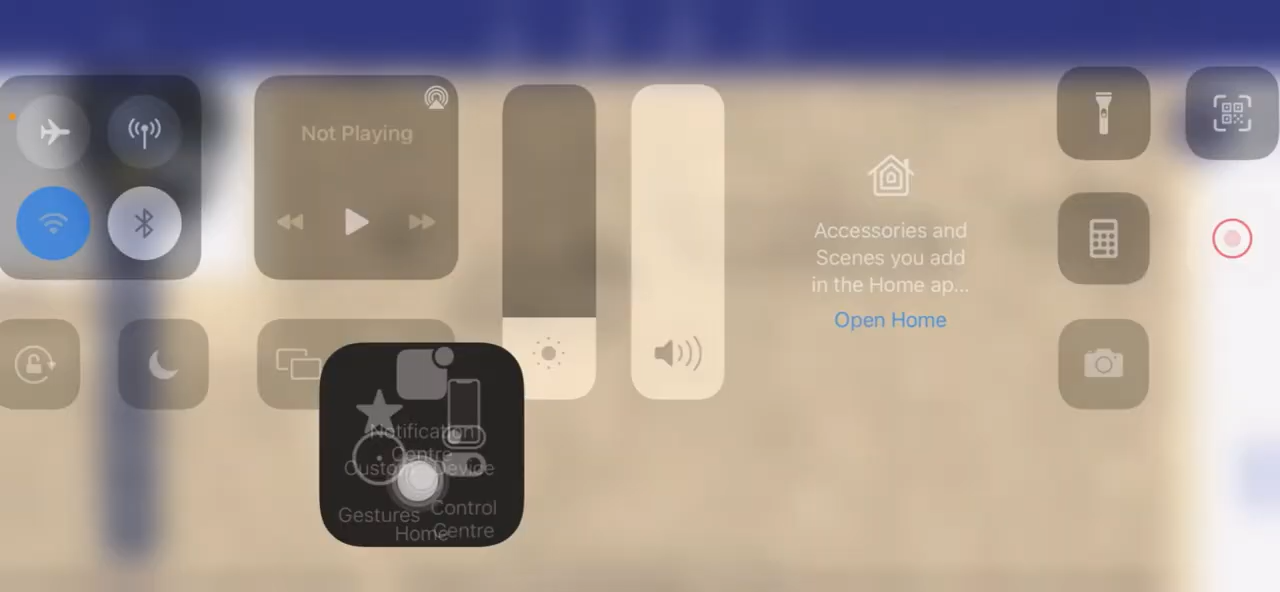 Not Playing
Accessories and
Scenes you add
in the Home ap...
Open Home
Notification
Centre
Custom
Device
Gestures
Control
Centre
Home